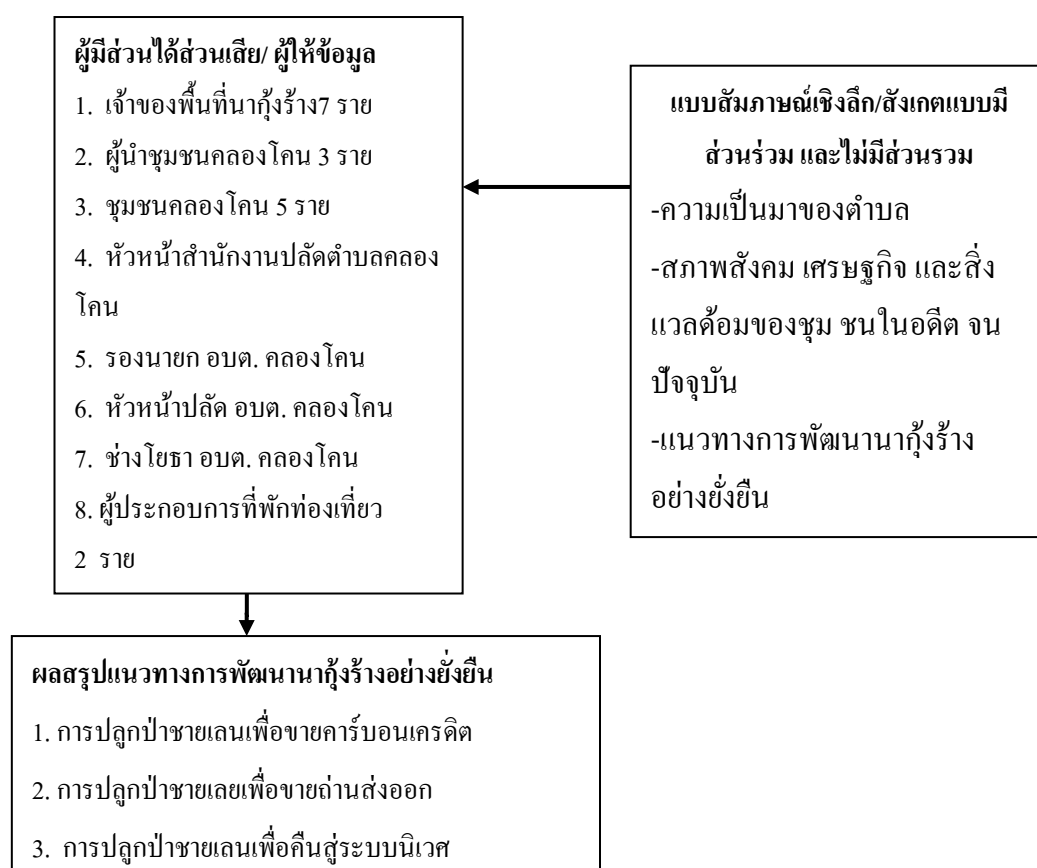 ผู้มีส่วนได้ส่วนเสีย/ ผู้ให้ข้อมูล
1. เจ้าของพื้นที่นากุ้งร้าง7 ราย
2. ผู้นำชุมชนคลองโคน 3 ราย
3. ชุมชนคลองโคน 5 ราย
4. หัวหน้าสำนักงานปลัดตำบลคลอง
โคน
5. รองนายก อบต. คลองโคน
6. หัวหน้าปลัด อบต. คลองโคน
7. ช่างโยธา อบต. คลองโคน
8. ผู้ประกอบการที่พักท่องเที่ยว
2 ราย
แบบสัมภาษณ์เชิงลึก/สังเกตแบบมี
ส่วนร่วม และไม่มีส่วนรวม
-ความเป็นมาของตำบล
-สภาพสังคม เศรษฐกิจ และสิ่ง
แวลด้อมของชุม ชนในอดีต จน
ปัจจุบัน
-แนวทางการพัฒนานากุ้งร้าง
อย่างยั่งยืน
ผลสรุปแนวทางการพัฒนานากุ้งร้างอย่างยั่งยืน
1. การปลูกป่าชายเลนเพื่อขายคาร์บอนเครดิต
2. การปลูกป่าชายเลยเพื่อขายถ่านส่งออก
3. การปลูกป่าชายเลนเพื่อคืนสู่ระบบนิเวศ